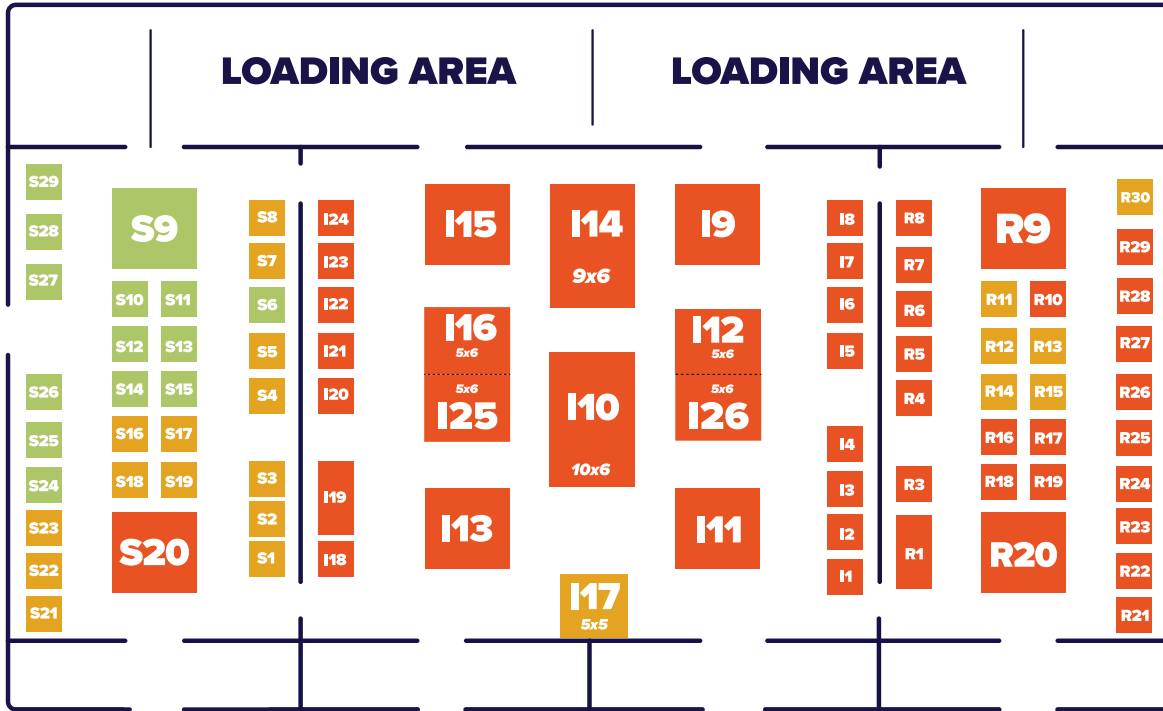 LOADING AREA
LOADING AREA
S29
S28
S27
S26
S25
S24
S23
S22
S21
S9
S10 S11
S12 S13
S14 S15
S16 S17
S18 S19
S20
S8
S7
S6
S5
S4
S3
S2
S1
I24
I23
I22
I21
I20
I19
I18
I15
I16
5x6
5x6
I25
I13
I14
9x6
I10
10x6
I17
5x5
I9
I12
5x6
5x6
I26
I11
I8
I7
I6
I5
I4
I3
I2
I1
R8
R7
R6
R5
R4
R3
R1
R9
R11 R10
R12 R13
R14 R15
R16 R17
R18 R19
R20
R30
R29
R28
R27
R26
R25
R24
R23
R22
R21